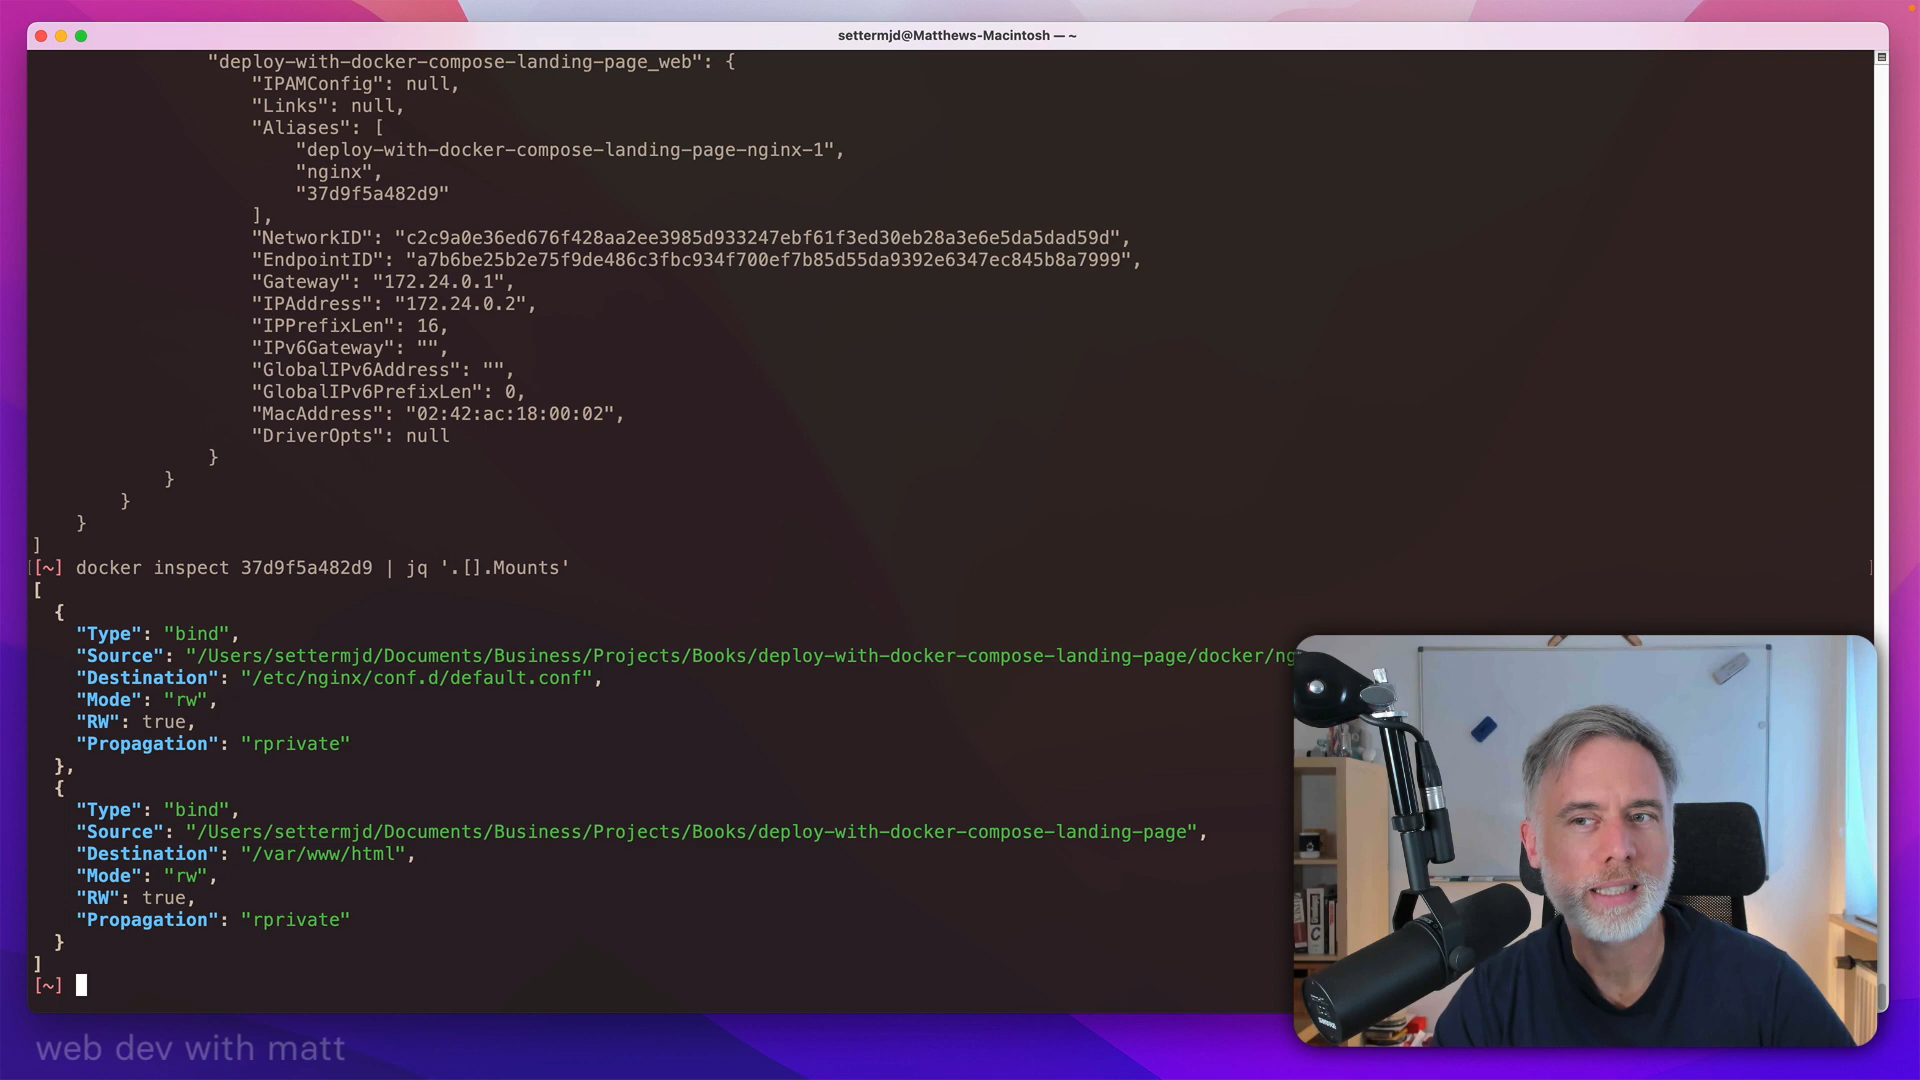 settermjd@Matthews-Macintosh — ~
"deploy-with-docker-compose-landing-page_web": {
"IPAMConfig": null,
"Links": null,
"Aliases": [
"deploy-with-docker-compose-landing-page-nginx-1",
"nginx",
"37d9f5a482d9"
],
"NetworkID": "c2c9a0e36ed676f428aa2ee3985d933247ebf61f3ed30eb28a3e6e5da5dad59d",
"EndpointID": "a7b6be25b2e75f9de486c3fbc934f700ef7b85d55da9392e6347ec845b8a7999",
"Gateway": "172.24.0.1",
"IPAddress": "172.24.0.2",
"IPPrefixLen": 16,
"IPv6Gateway": "",
"GlobalIPv6Address": "",
"GlobalIPv6PrefixLen": 0,
"MacAddress": "02:42:ac:18:00:02",
"DriverOpts": null
}
}
}
}
]
[~] docker inspect 37d9f5a482d9 | jq '.[].Mounts'
[
{
"Type": "bind",
"Source": "/Users/settermjd/Documents/Business/Projects/Books/deploy-with-docker-compose-landing-page/docker/ng
"Destination": "/etc/nginx/conf.d/default.conf",
"Mode": "rw",
"RW": true,
"Propagation": "rprivate"
},
{
"Type": "bind",
"Source": "/Users/settermjd/Documents/Business/Projects/Books/deploy-with-docker-compose-landing-page",
"Destination": "/var/www/html",
"Mode": "rw",
"RW": true,
"Propagation": "rprivate"
}
]
[~]
SHURE
web dev with matt